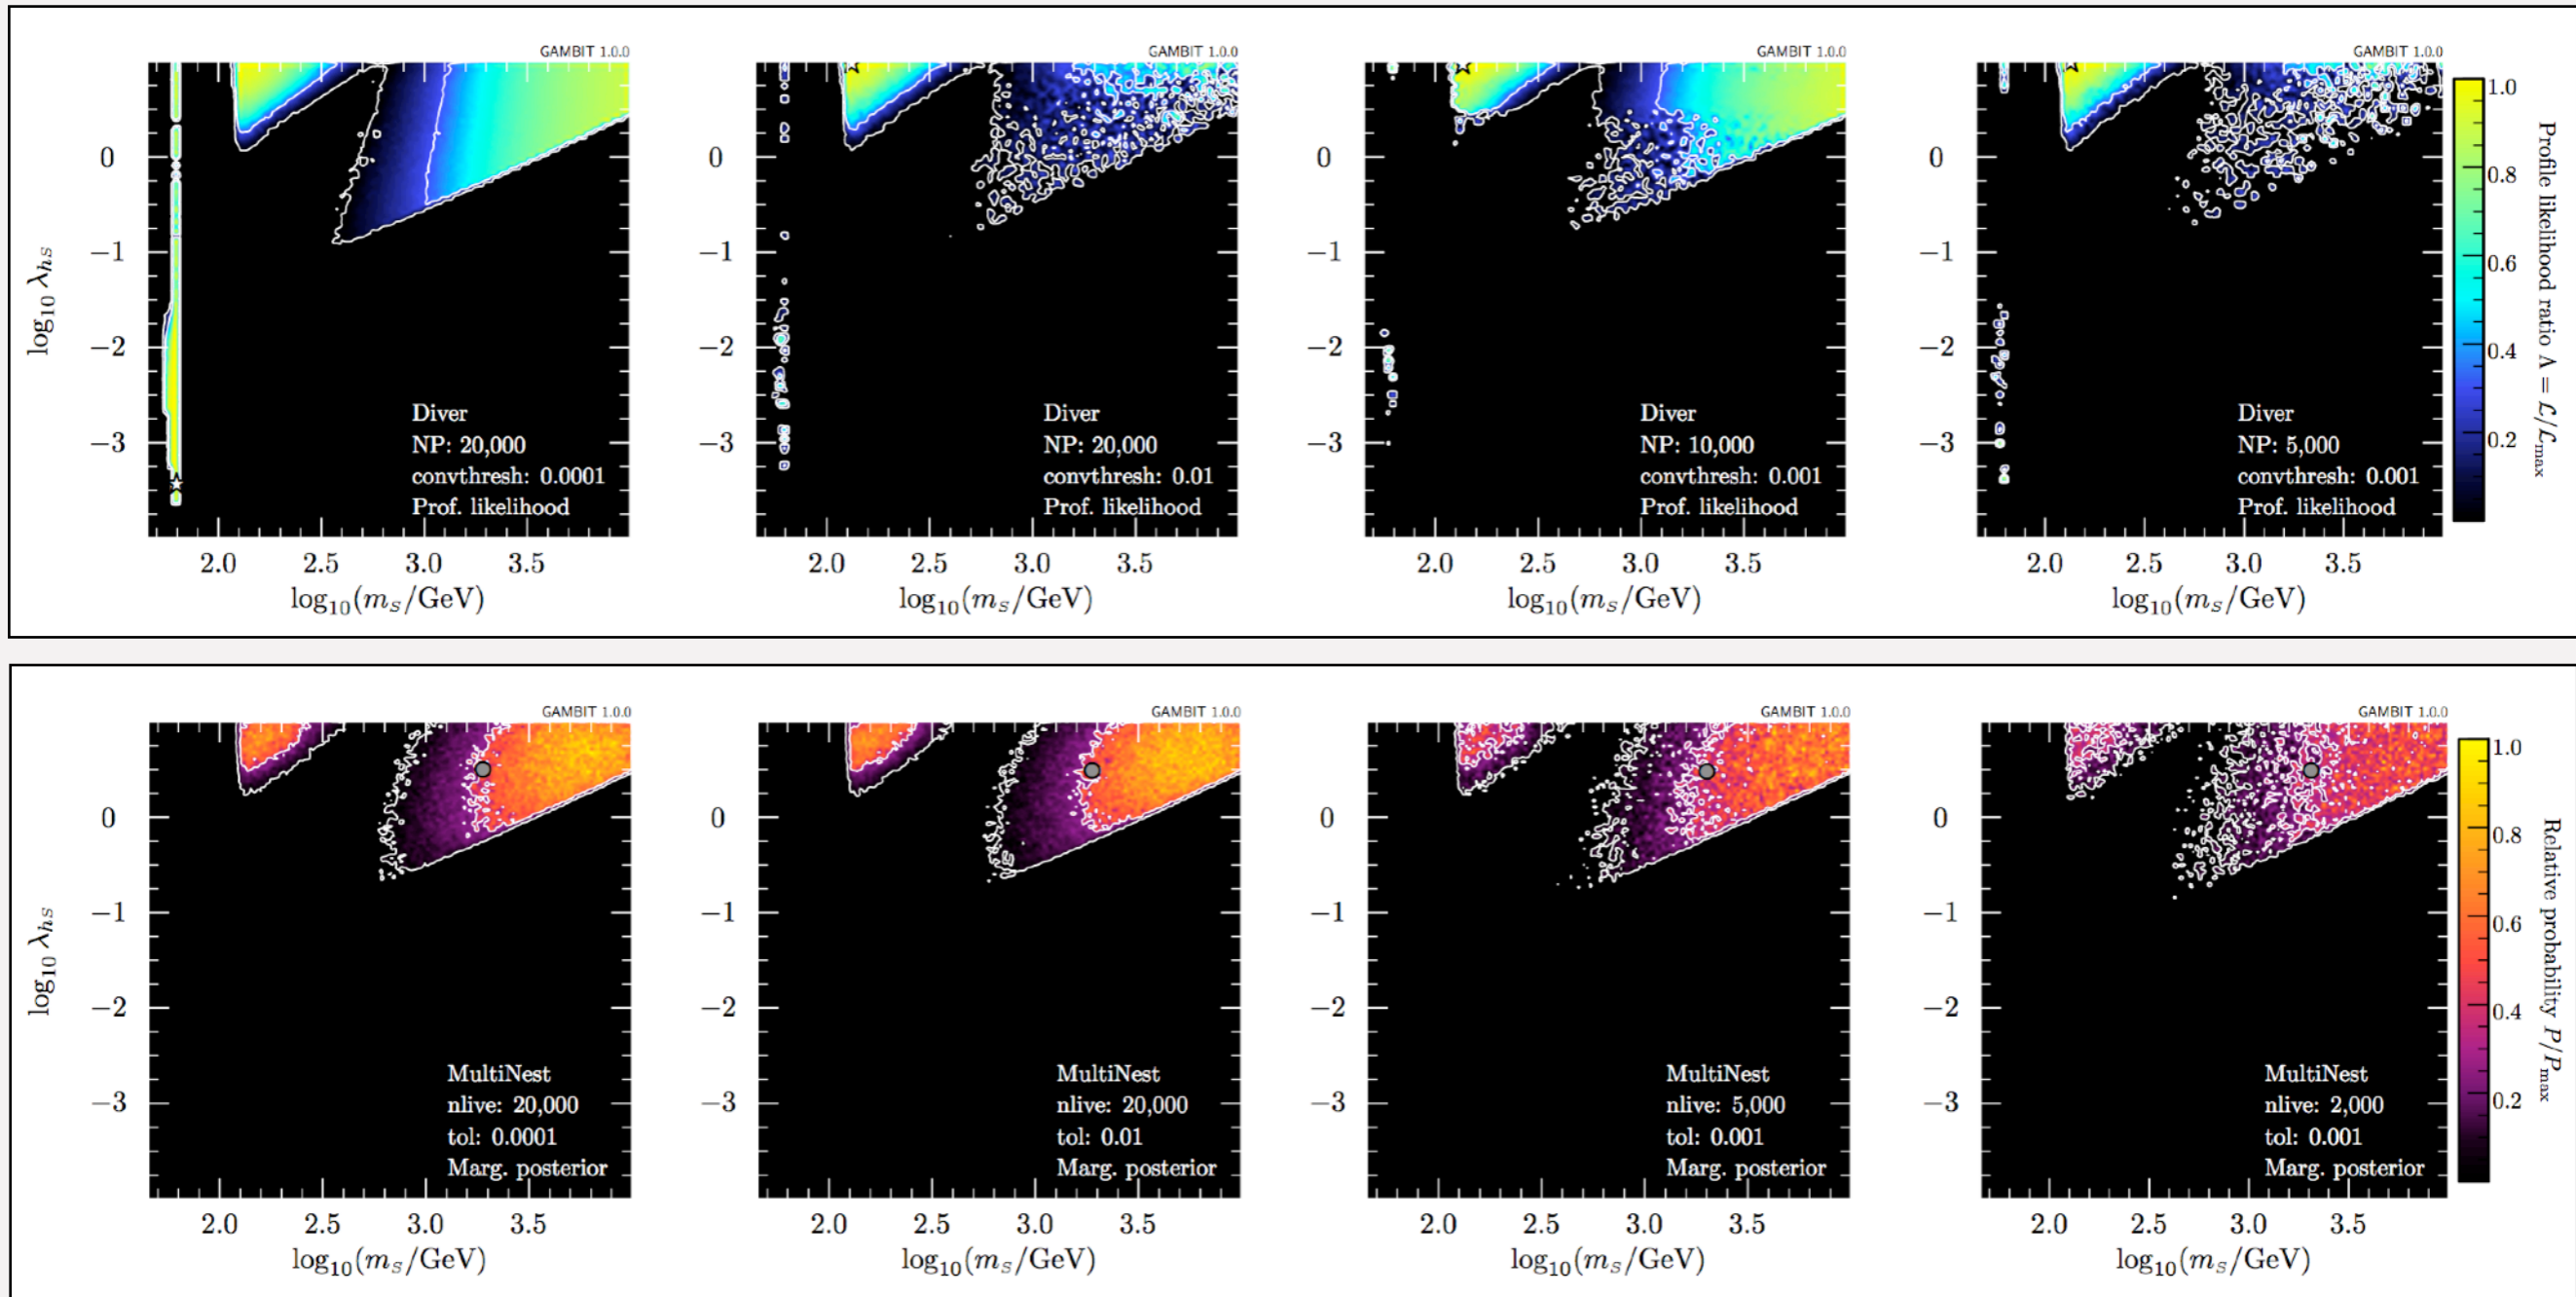 GAMBIT 1.0.0
GAMBIT 1.0.0
GAMBIT 1.0.0
GAMBIT 1.0.0
log₁₀ λₕₛ
0
−1
−2
−3
Diver
NP: 20,000
convthresh: 0.0001
Prof. likelihood
2.0 2.5 3.0 3.5
log₁₀(mₛ/GeV)
0
−1
−2
−3
Diver
NP: 20,000
convthresh: 0.01
Prof. likelihood
2.0 2.5 3.0 3.5
log₁₀(mₛ/GeV)
0
−1
−2
−3
Diver
NP: 10,000
convthresh: 0.001
Prof. likelihood
2.0 2.5 3.0 3.5
log₁₀(mₛ/GeV)
0
−1
−2
−3
Diver
NP: 5,000
convthresh: 0.001
Prof. likelihood
2.0 2.5 3.0 3.5
log₁₀(mₛ/GeV)
1.0
0.8
0.6
0.4
0.2
Profile likelihood ratio Λ = ℒ/ℒmax
GAMBIT 1.0.0
GAMBIT 1.0.0
GAMBIT 1.0.0
GAMBIT 1.0.0
log₁₀ λₕₛ
0
−1
−2
−3
MultiNest
nlive: 20,000
tol: 0.0001
Marg. posterior
2.0 2.5 3.0 3.5
log₁₀(mₛ/GeV)
0
−1
−2
−3
MultiNest
nlive: 20,000
tol: 0.01
Marg. posterior
2.0 2.5 3.0 3.5
log₁₀(mₛ/GeV)
0
−1
−2
−3
MultiNest
nlive: 5,000
tol: 0.001
Marg. posterior
2.0 2.5 3.0 3.5
log₁₀(mₛ/GeV)
0
−1
−2
−3
MultiNest
nlive: 2,000
tol: 0.001
Marg. posterior
2.0 2.5 3.0 3.5
log₁₀(mₛ/GeV)
1.0
0.8
0.6
0.4
0.2
Relative probability P/Pmax